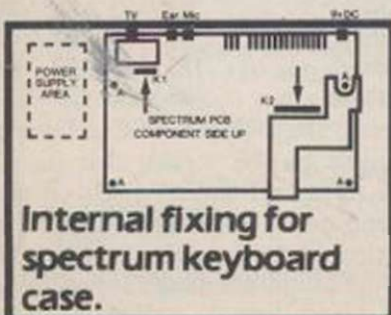 TV Ear Mic 9v DC
POWER
SUPPLY
AREA
K1
A
K2
A
SPECTRUM PCB
COMPONENT SIDE UP
A
A
Internal fixing for
spectrum keyboard
case.